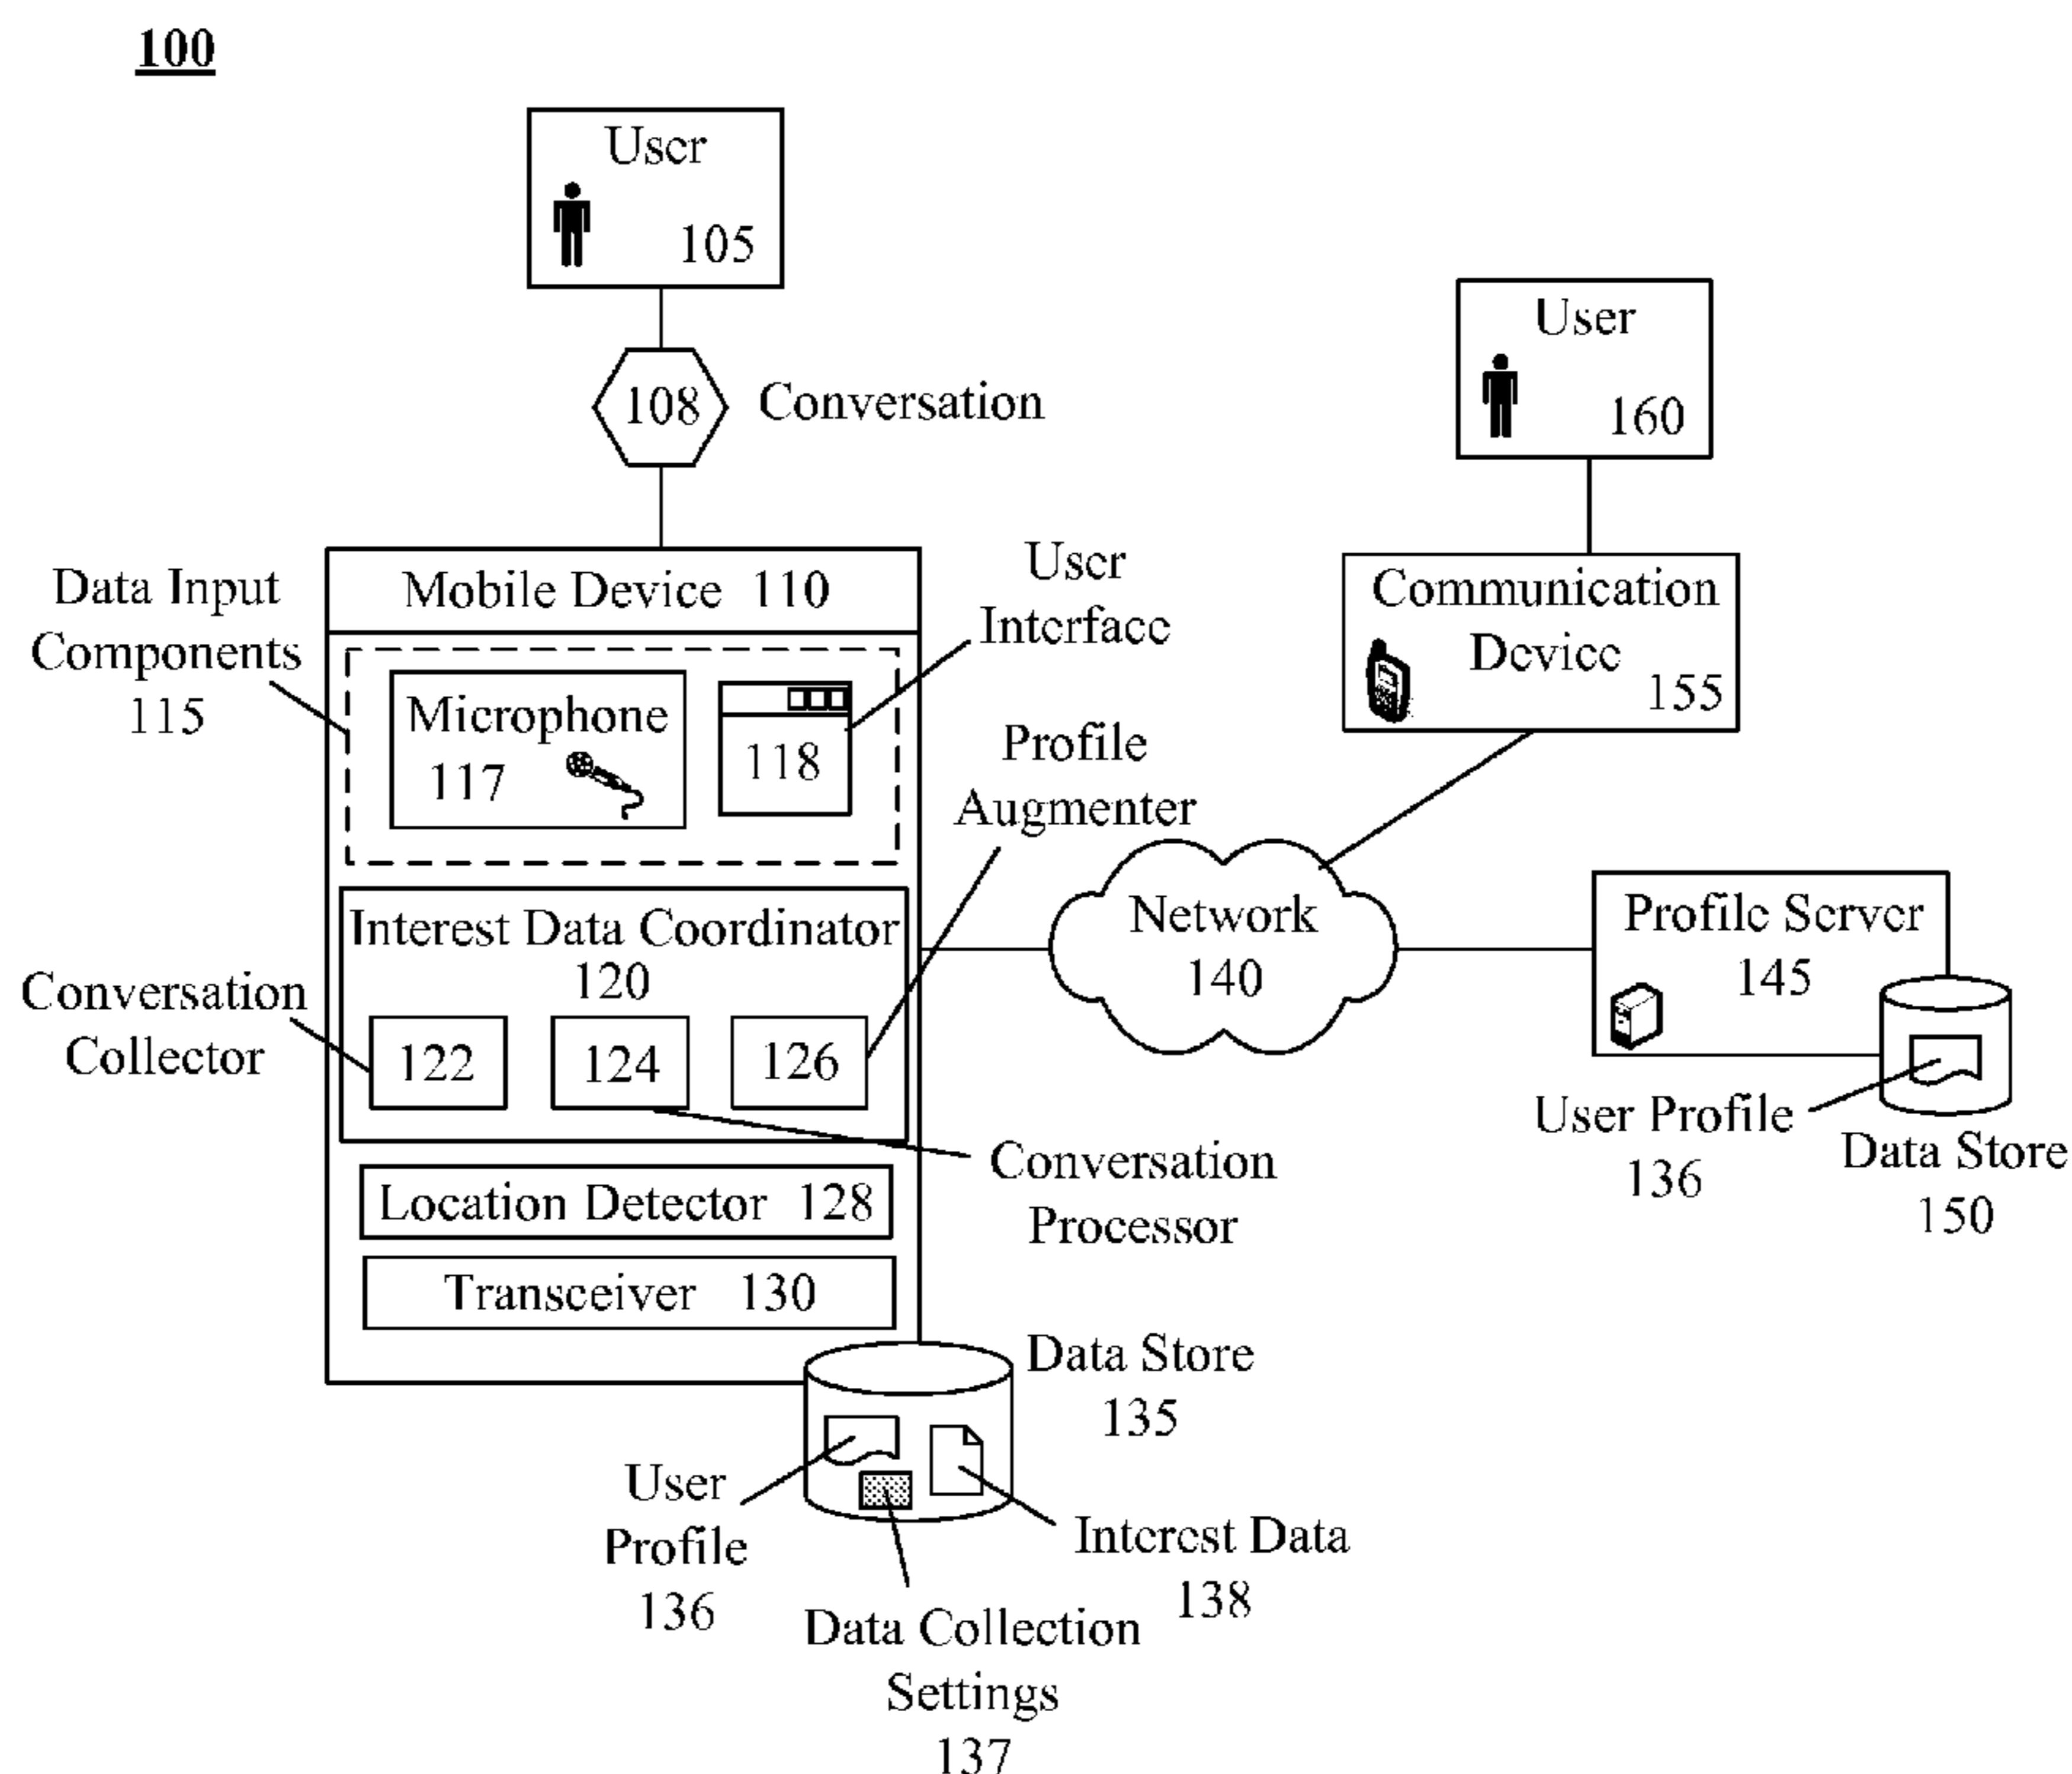 100
User
105
108
Conversation
User
160
Mobile Device 110
Data Input
Components
115
Microphone
117
118
User
Interface
Communication
Device
155
Profile
Augmenter
Interest Data Coordinator
120
Conversation
Collector
122
124
126
Network
140
Profile Server
145
User Profile
136
Data Store
150
Conversation
Processor
Location Detector 128
Transceiver 130
Data Store
135
User
Profile
136
Interest Data
138
Data Collection
Settings
137